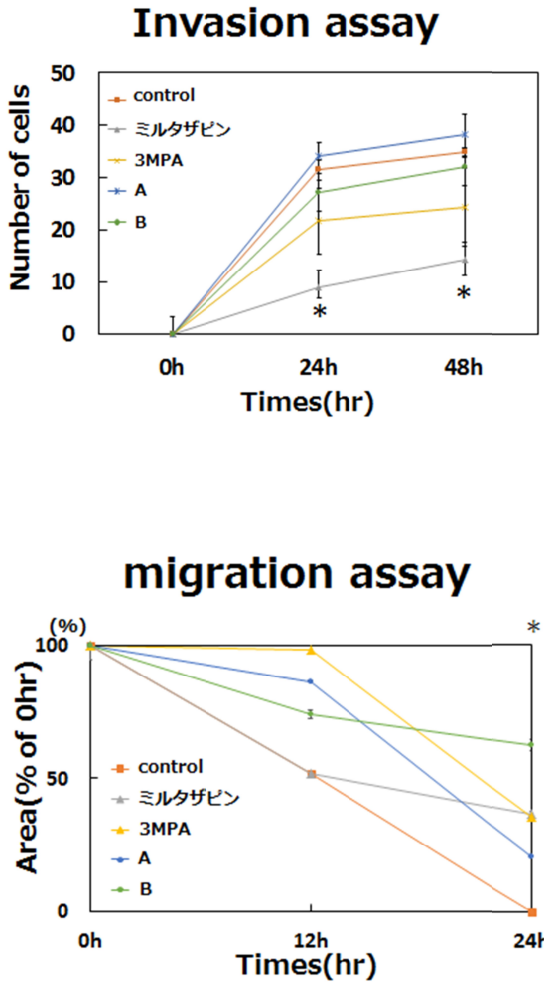 Invasion assay
Number of cells
50
40
30
20
10
0
control
ミルタザピン
3MPA
A
B
*
*
0h
24h
48h
Times(hr)
migration assay
(%)
*
Area(% of 0hr)
100
50
0
control
ミルタザピン
3MPA
A
B
0h
12h
24h
Times(hr)